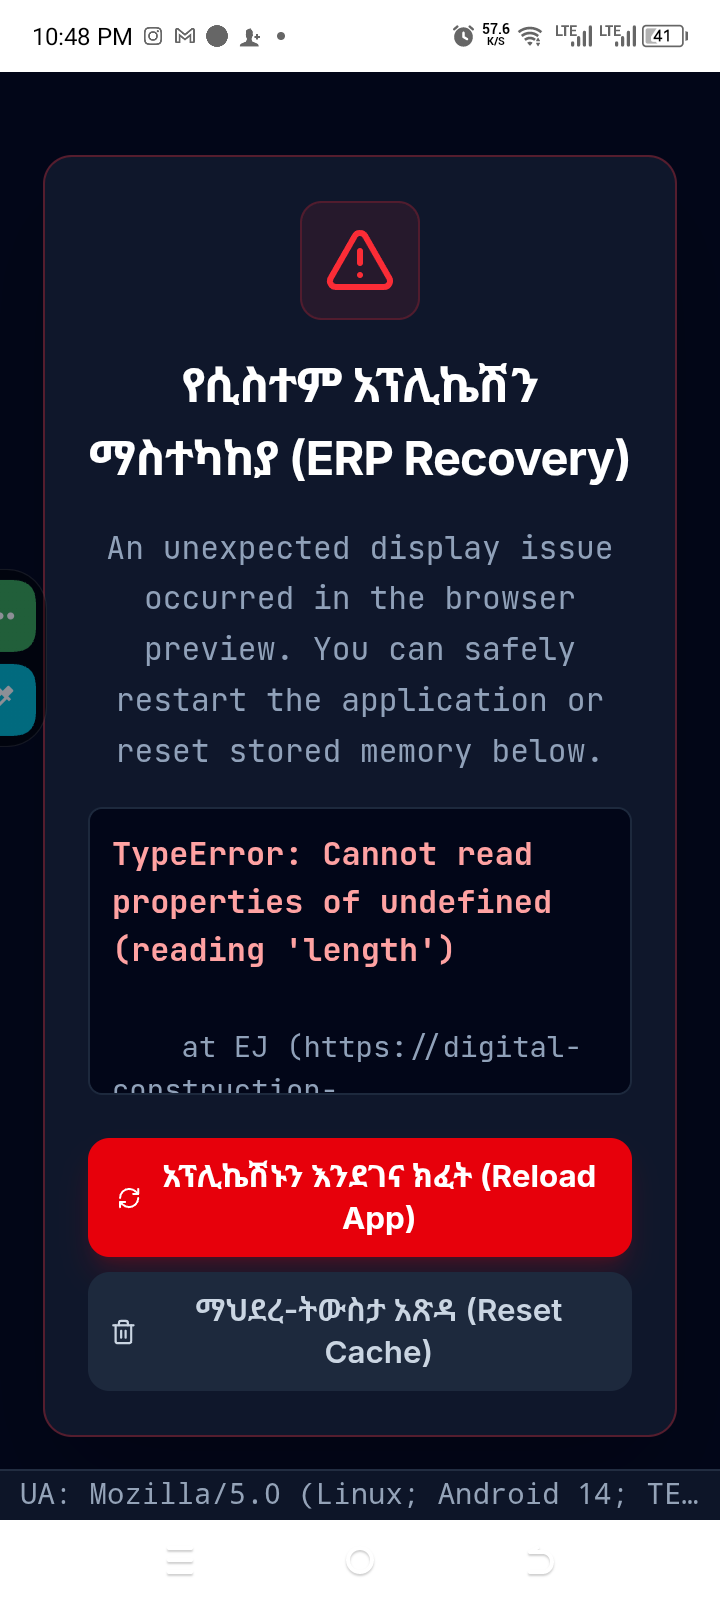 10:48 PM
57.6
K/S
LTE
LTE
41
የሲስተም አፕሊኬሽን
ማስተካከያ (ERP Recovery)
An unexpected display issue
occurred in the browser
preview. You can safely
restart the application or
reset stored memory below.
TypeError: Cannot read
properties of undefined
(reading 'length')
at EJ (https://digital-
construction-
አፕሊኬሽኑን እንደገና ክፈት (Reload
App)
ማህደረ-ትውስታ አጽዳ (Reset
Cache)
UA: Mozilla/5.0 (Linux; Android 14; TE…